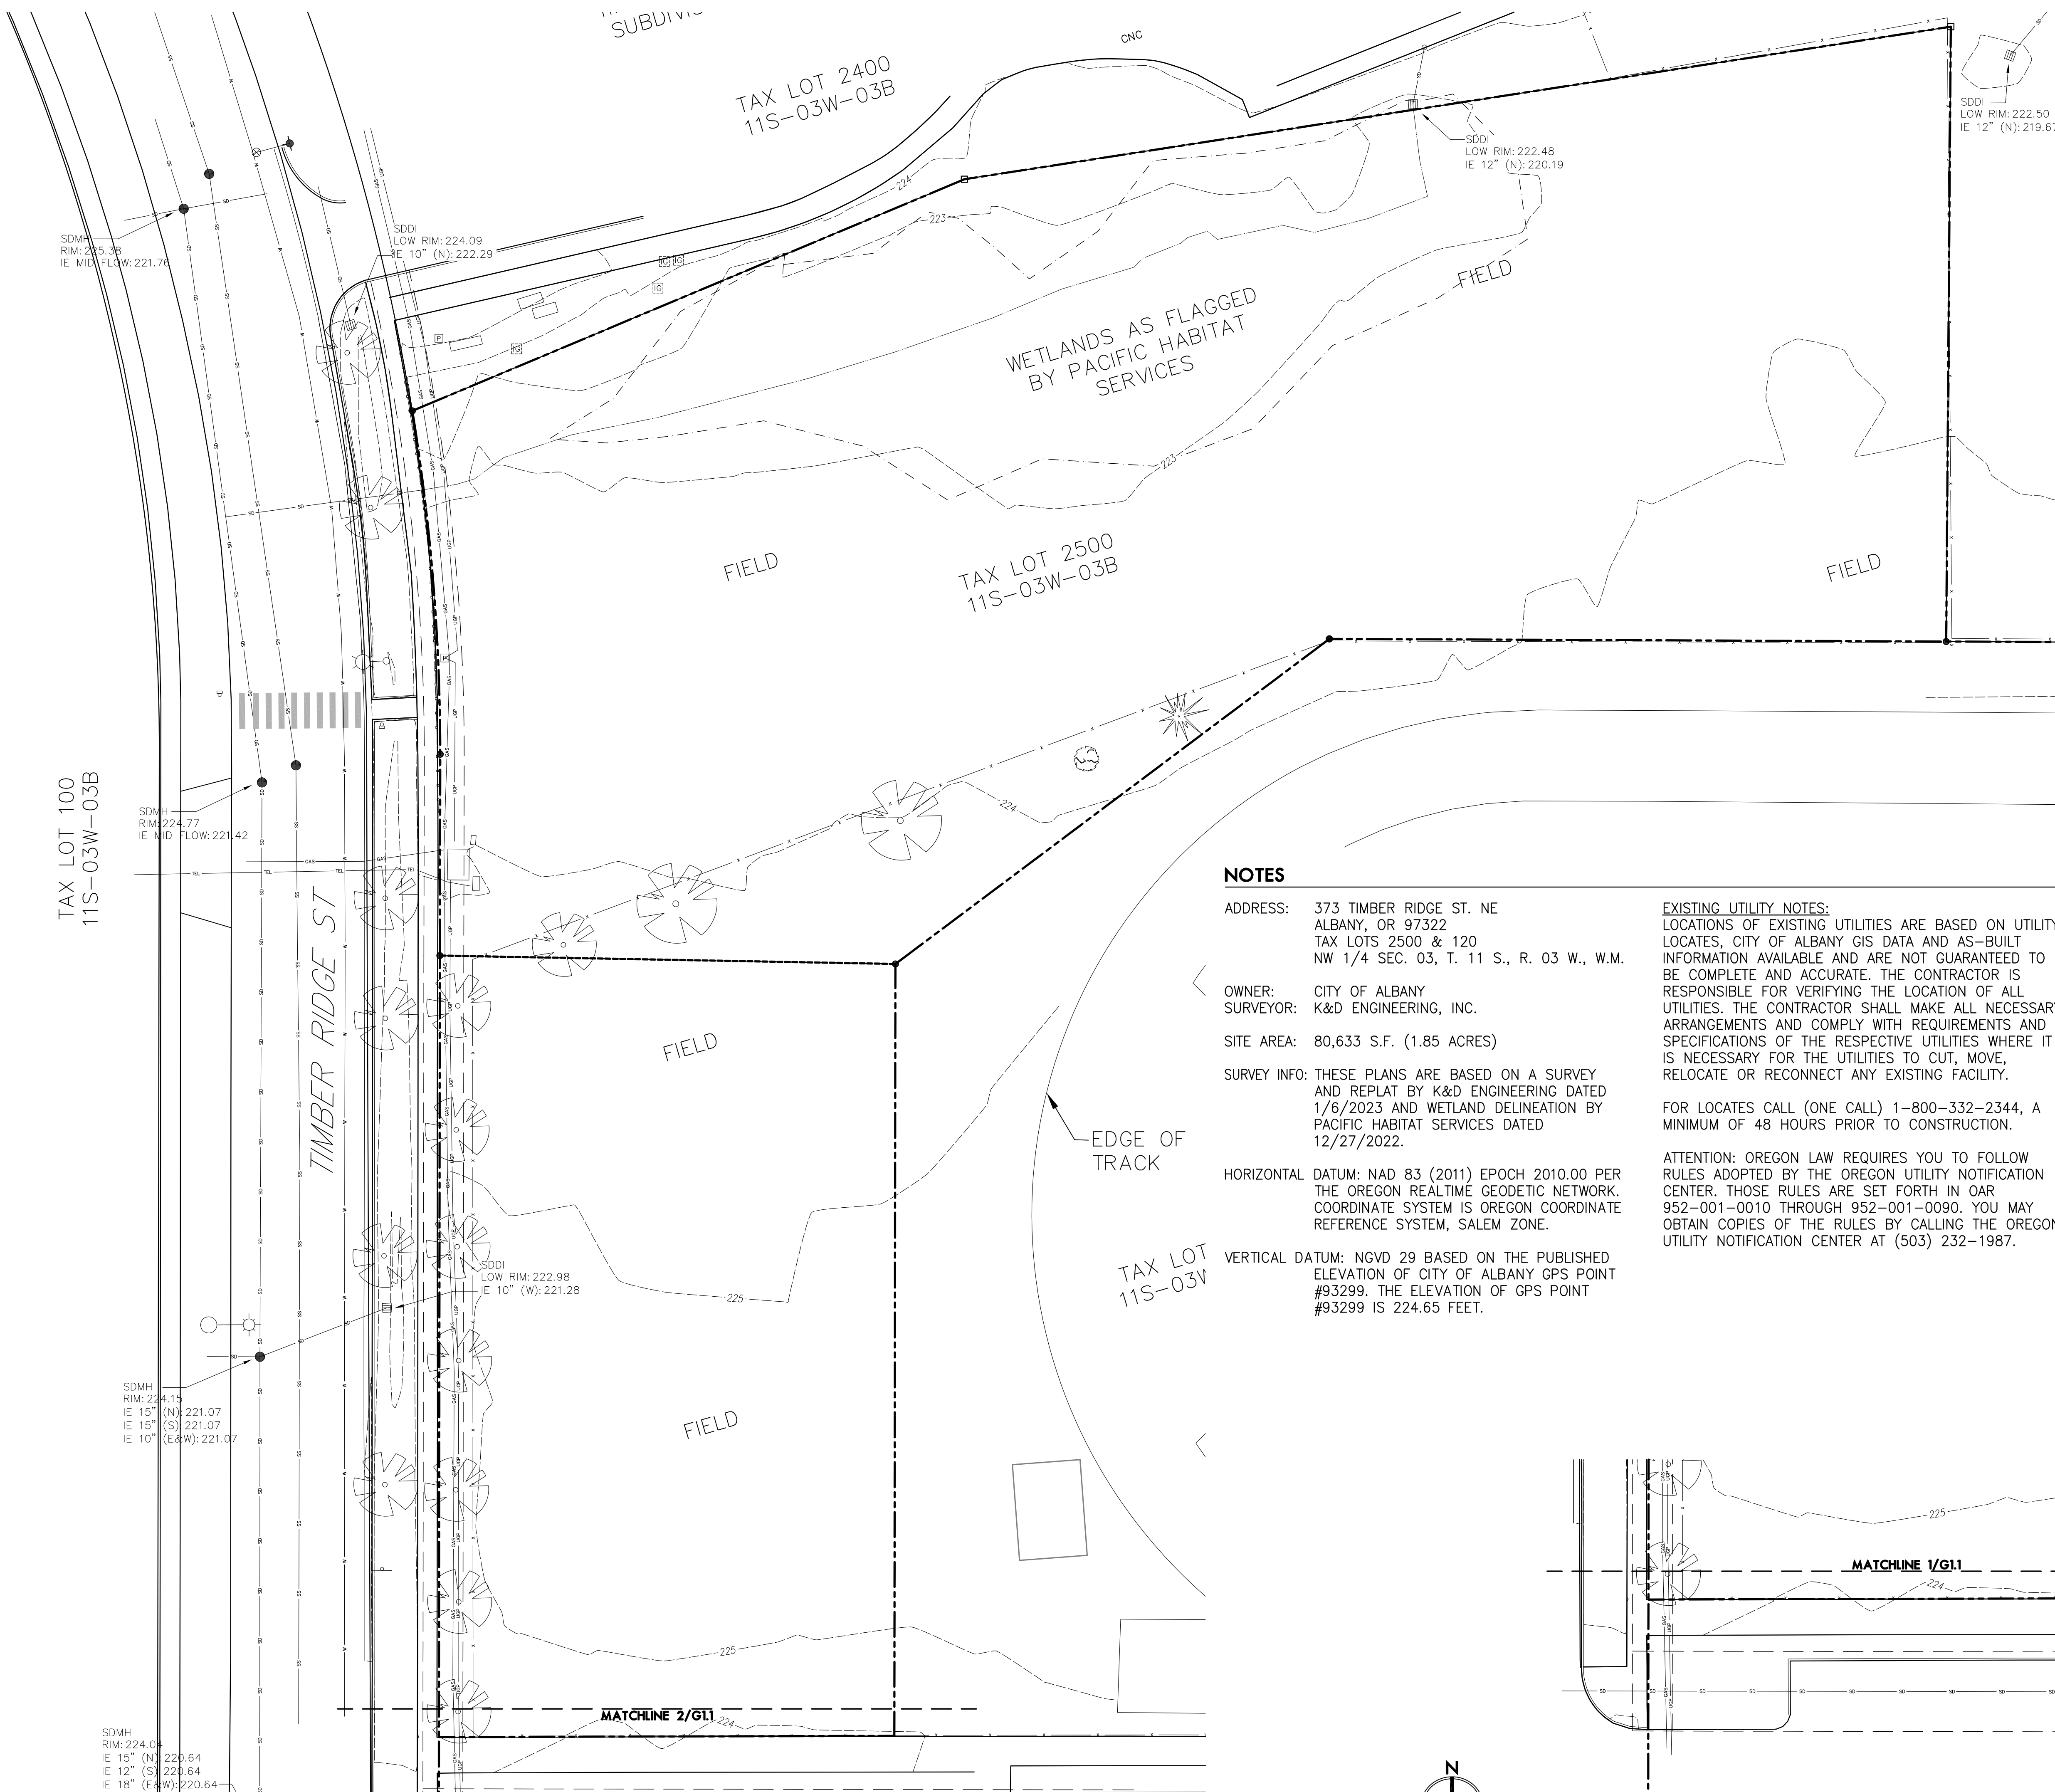 SUBDIVIS
TAX LOT 2400
11S-03W-03B
CNC
SDDI
LOW RIM: 222.50
IE 12" (N): 219.67
SDDI
LOW RIM: 222.48
IE 12" (N): 220.19
SDMH
RIM: 225.38
IE MID FLOW: 221.76
SDDI
LOW RIM: 224.09
IE 10" (N): 222.29
224
223
FIELD
WETLANDS AS FLAGGED
BY PACIFIC HABITAT
SERVICES
223
FIELD
TAX LOT 2500
11S-03W-03B
FIELD
TAX LOT 100
11S-03W-03B
SDMH
RIM: 224.77
IE MID FLOW: 221.42
224
TIMBER RIDGE ST
FIELD
EDGE OF
TRACK
TAX LOT
11S-03W
SDDI
LOW RIM: 222.98
IE 10" (W): 221.28
225
SDMH
RIM: 224.15
IE 15" (N): 221.07
IE 15" (S): 221.07
IE 10" (E&W): 221.07
FIELD
225
MATCHLINE 2/G1.1
224
SDMH
RIM: 224.04
IE 15" (N): 220.64
IE 12" (S): 220.64
IE 18" (E&W): 220.64
NOTES
ADDRESS: 373 TIMBER RIDGE ST. NE
ALBANY, OR 97322
TAX LOTS 2500 & 120
NW 1/4 SEC. 03, T. 11 S., R. 03 W., W.M.
OWNER: CITY OF ALBANY
SURVEYOR: K&D ENGINEERING, INC.
SITE AREA: 80,633 S.F. (1.85 ACRES)
SURVEY INFO: THESE PLANS ARE BASED ON A SURVEY
AND REPLAT BY K&D ENGINEERING DATED
1/6/2023 AND WETLAND DELINEATION BY
PACIFIC HABITAT SERVICES DATED
12/27/2022.
HORIZONTAL DATUM: NAD 83 (2011) EPOCH 2010.00 PER
THE OREGON REALTIME GEODETIC NETWORK.
COORDINATE SYSTEM IS OREGON COORDINATE
REFERENCE SYSTEM, SALEM ZONE.
VERTICAL DATUM: NGVD 29 BASED ON THE PUBLISHED
ELEVATION OF CITY OF ALBANY GPS POINT
#93299. THE ELEVATION OF GPS POINT
#93299 IS 224.65 FEET.
EXISTING UTILITY NOTES:
LOCATIONS OF EXISTING UTILITIES ARE BASED ON UTILITY
LOCATES, CITY OF ALBANY GIS DATA AND AS-BUILT
INFORMATION AVAILABLE AND ARE NOT GUARANTEED TO
BE COMPLETE AND ACCURATE. THE CONTRACTOR IS
RESPONSIBLE FOR VERIFYING THE LOCATION OF ALL
UTILITIES. THE CONTRACTOR SHALL MAKE ALL NECESSARY
ARRANGEMENTS AND COMPLY WITH REQUIREMENTS AND
SPECIFICATIONS OF THE RESPECTIVE UTILITIES WHERE IT
IS NECESSARY FOR THE UTILITIES TO CUT, MOVE,
RELOCATE OR RECONNECT ANY EXISTING FACILITY.
FOR LOCATES CALL (ONE CALL) 1-800-332-2344, A
MINIMUM OF 48 HOURS PRIOR TO CONSTRUCTION.
ATTENTION: OREGON LAW REQUIRES YOU TO FOLLOW
RULES ADOPTED BY THE OREGON UTILITY NOTIFICATION
CENTER. THOSE RULES ARE SET FORTH IN OAR
952-001-0010 THROUGH 952-001-0090. YOU MAY
OBTAIN COPIES OF THE RULES BY CALLING THE OREGON
UTILITY NOTIFICATION CENTER AT (503) 232-1987.
225
MATCHLINE 1/G1.1
224
N